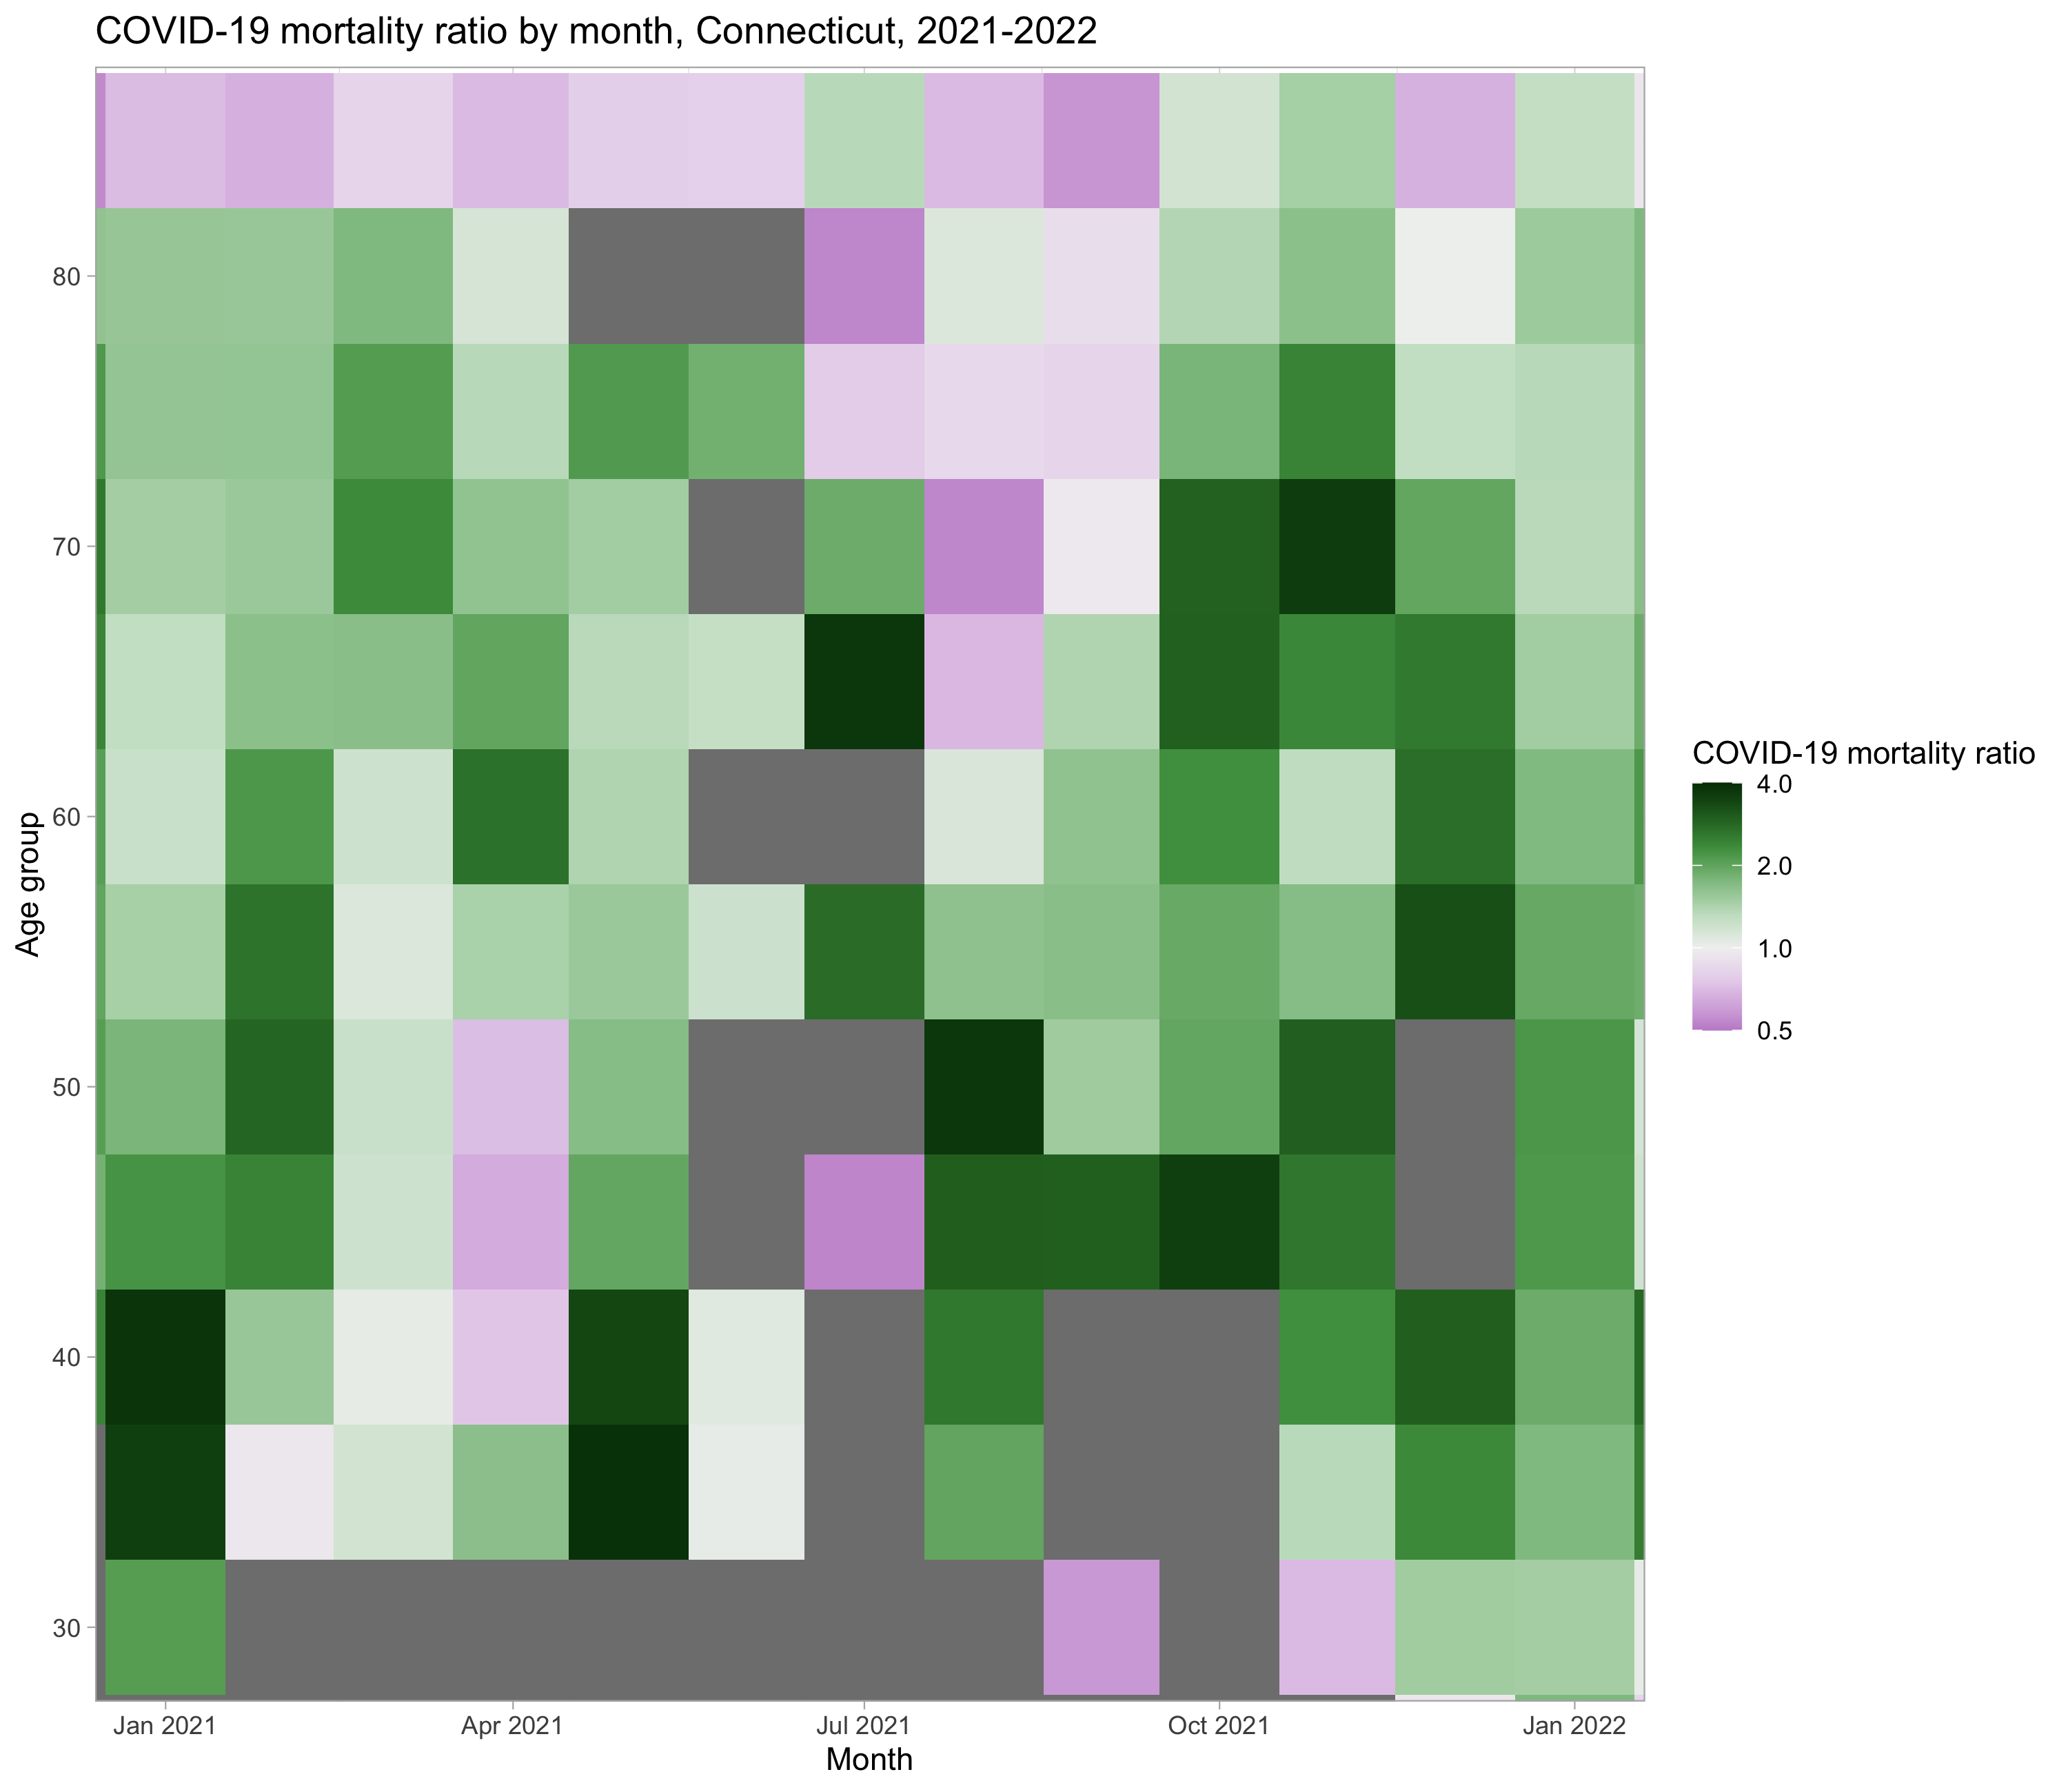 COVID-19 mortality ratio by month, Connecticut, 2021-2022
Age group
80
70
60
50
40
30
Jan 2021
Apr 2021
Jul 2021
Oct 2021
Jan 2022
Month
COVID-19 mortality ratio
4.0
2.0
1.0
0.5